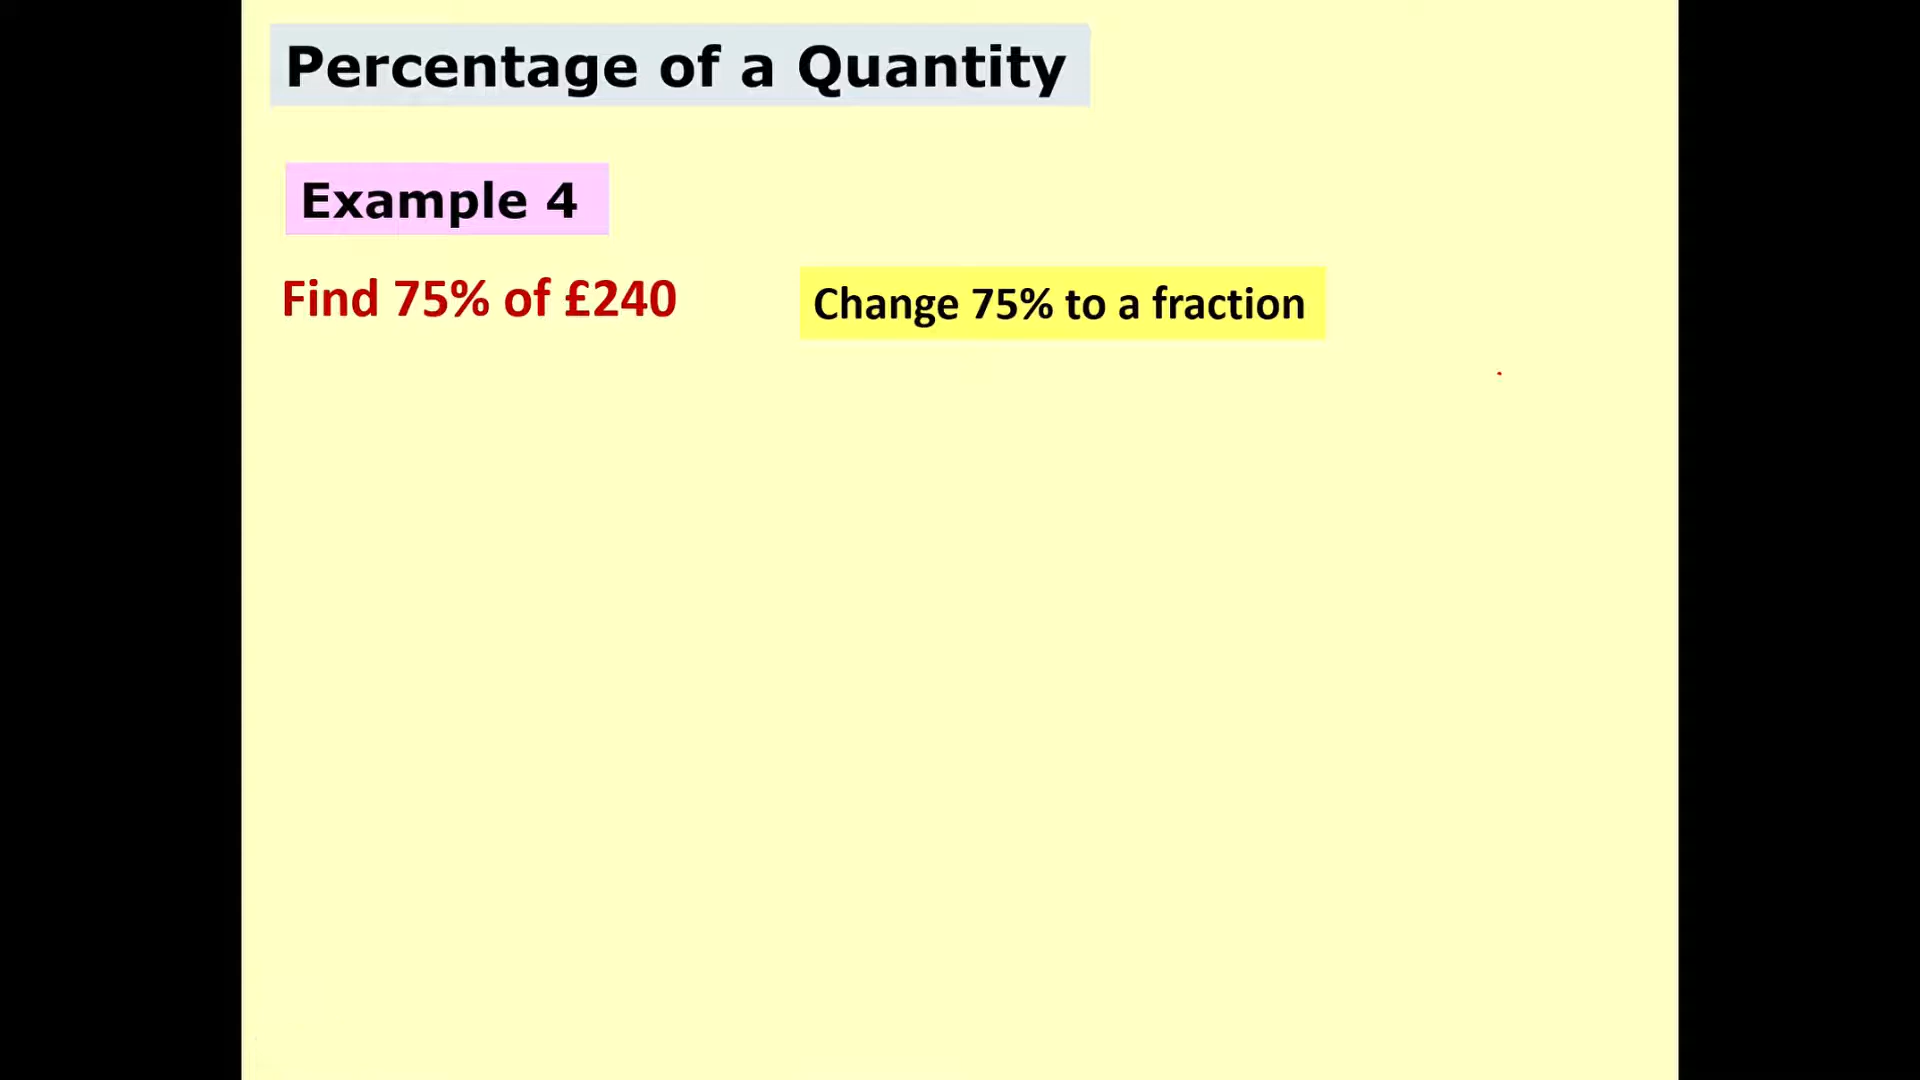 Percentage of a Quantity
Example 4
Find 75% of £240
Change 75% to a fraction